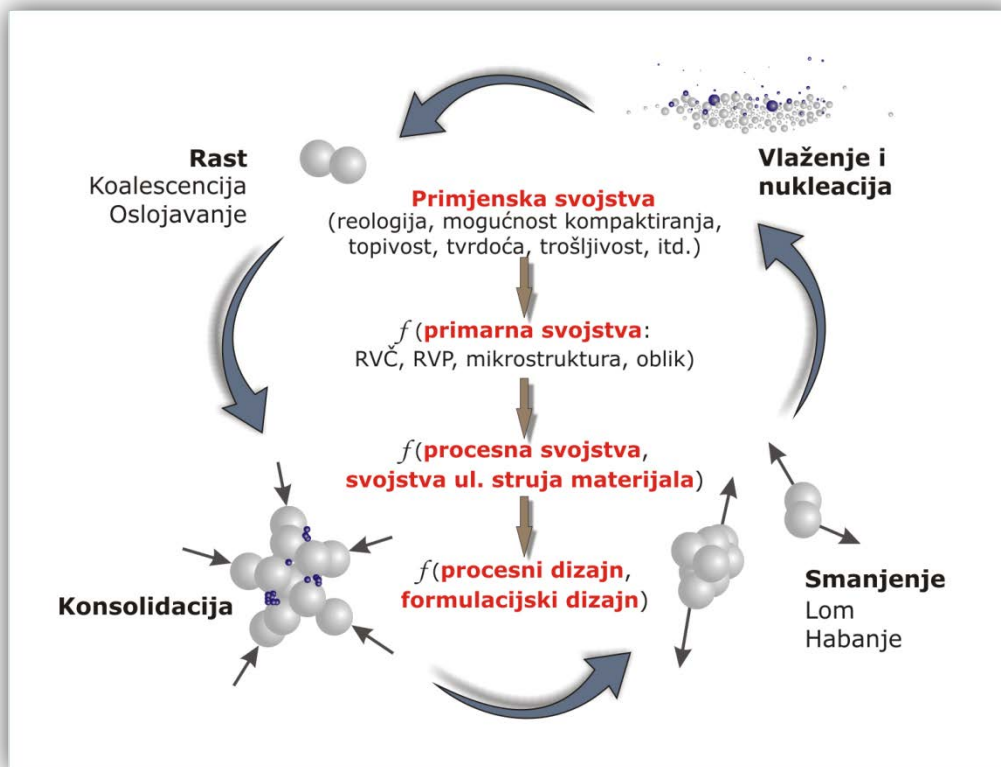 Vlaženje i
nukleacija
Rast
Koalescencija
Oslojavanje
Primjenska svojstva
(reologija, mogućnost kompaktiranja,
topivost, tvrdoća, trošljivost, itd.)
f(primarna svojstva:
RVČ, RVP, mikrostruktura, oblik)
f(procesna svojstva,
svojstva ul. struja materijala)
f(procesni dizajn,
formulacijski dizajn)
Konsolidacija
Smanjenje
Lom
Habanje